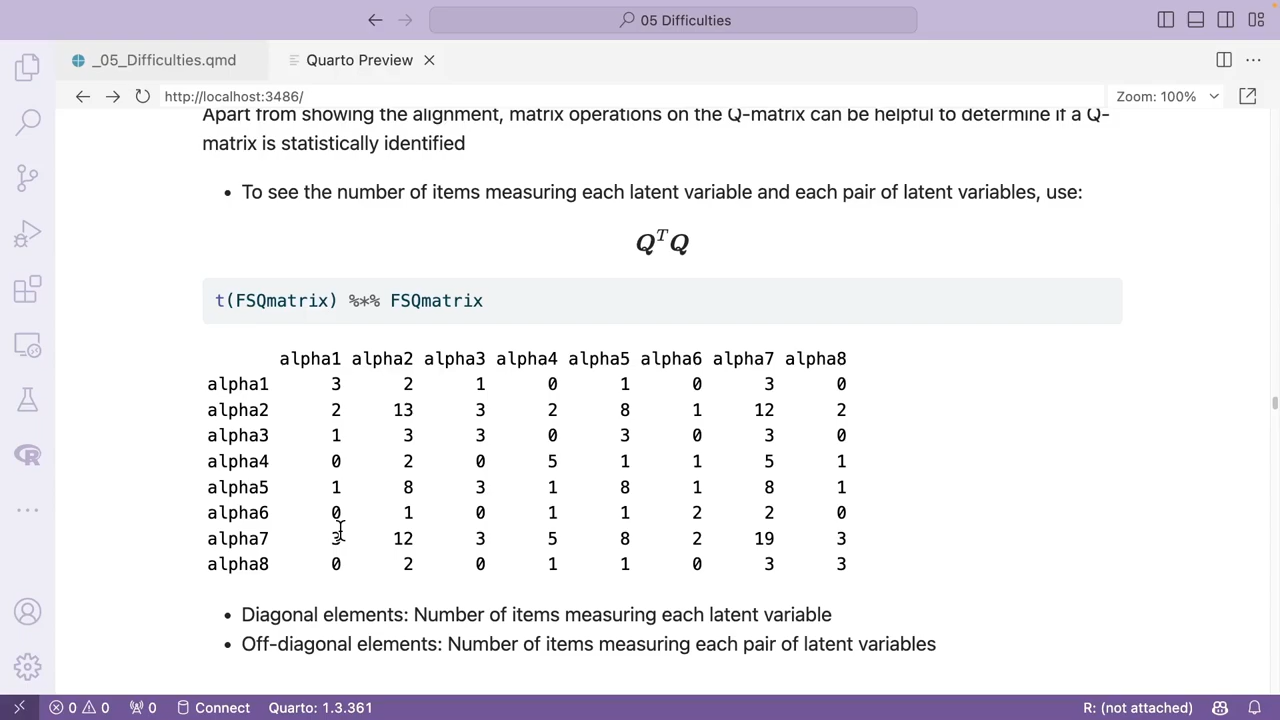 05 Difficulties
_05_Difficulties.qmd
Quarto Preview
http://localhost:3486/
Zoom: 100%
Apart from showing the alignment, matrix operations on the Q-matrix can be helpful to determine if a Q-
matrix is statistically identified
• To see the number of items measuring each latent variable and each pair of latent variables, use:
Q^T Q
t(FSQmatrix) %*% FSQmatrix
alpha1 alpha2 alpha3 alpha4 alpha5 alpha6 alpha7 alpha8
alpha1 3 2 1 0 1 0 3 0
alpha2 2 13 3 2 8 1 12 2
alpha3 1 3 3 0 3 0 3 0
alpha4 0 2 0 5 1 1 5 1
alpha5 1 8 3 1 8 1 8 1
alpha6 0 1 0 1 1 2 2 0
alpha7 3 12 3 5 8 2 19 3
alpha8 0 2 0 1 1 0 3 3
• Diagonal elements: Number of items measuring each latent variable
• Off-diagonal elements: Number of items measuring each pair of latent variables
0 0 0 Connect Quarto: 1.3.361 R: (not attached)